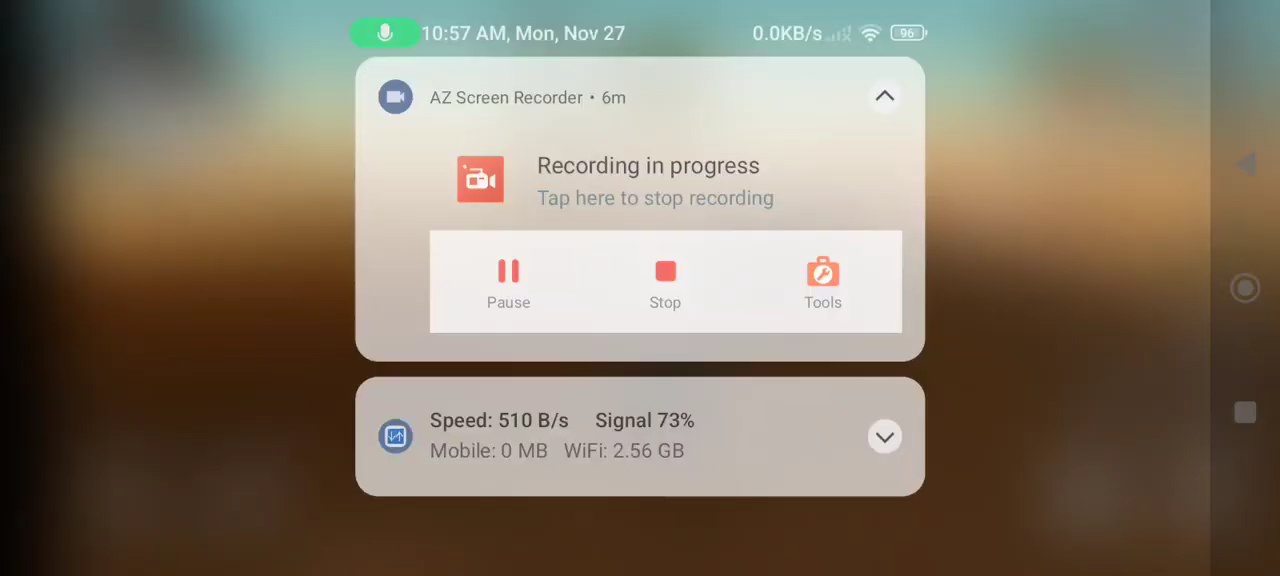 10:57 AM, Mon, Nov 27 0.0KB/s 96
AZ Screen Recorder • 6m
Recording in progress
Tap here to stop recording
Pause Stop Tools
Speed: 510 B/s Signal 73%
Mobile: 0 MB WiFi: 2.56 GB